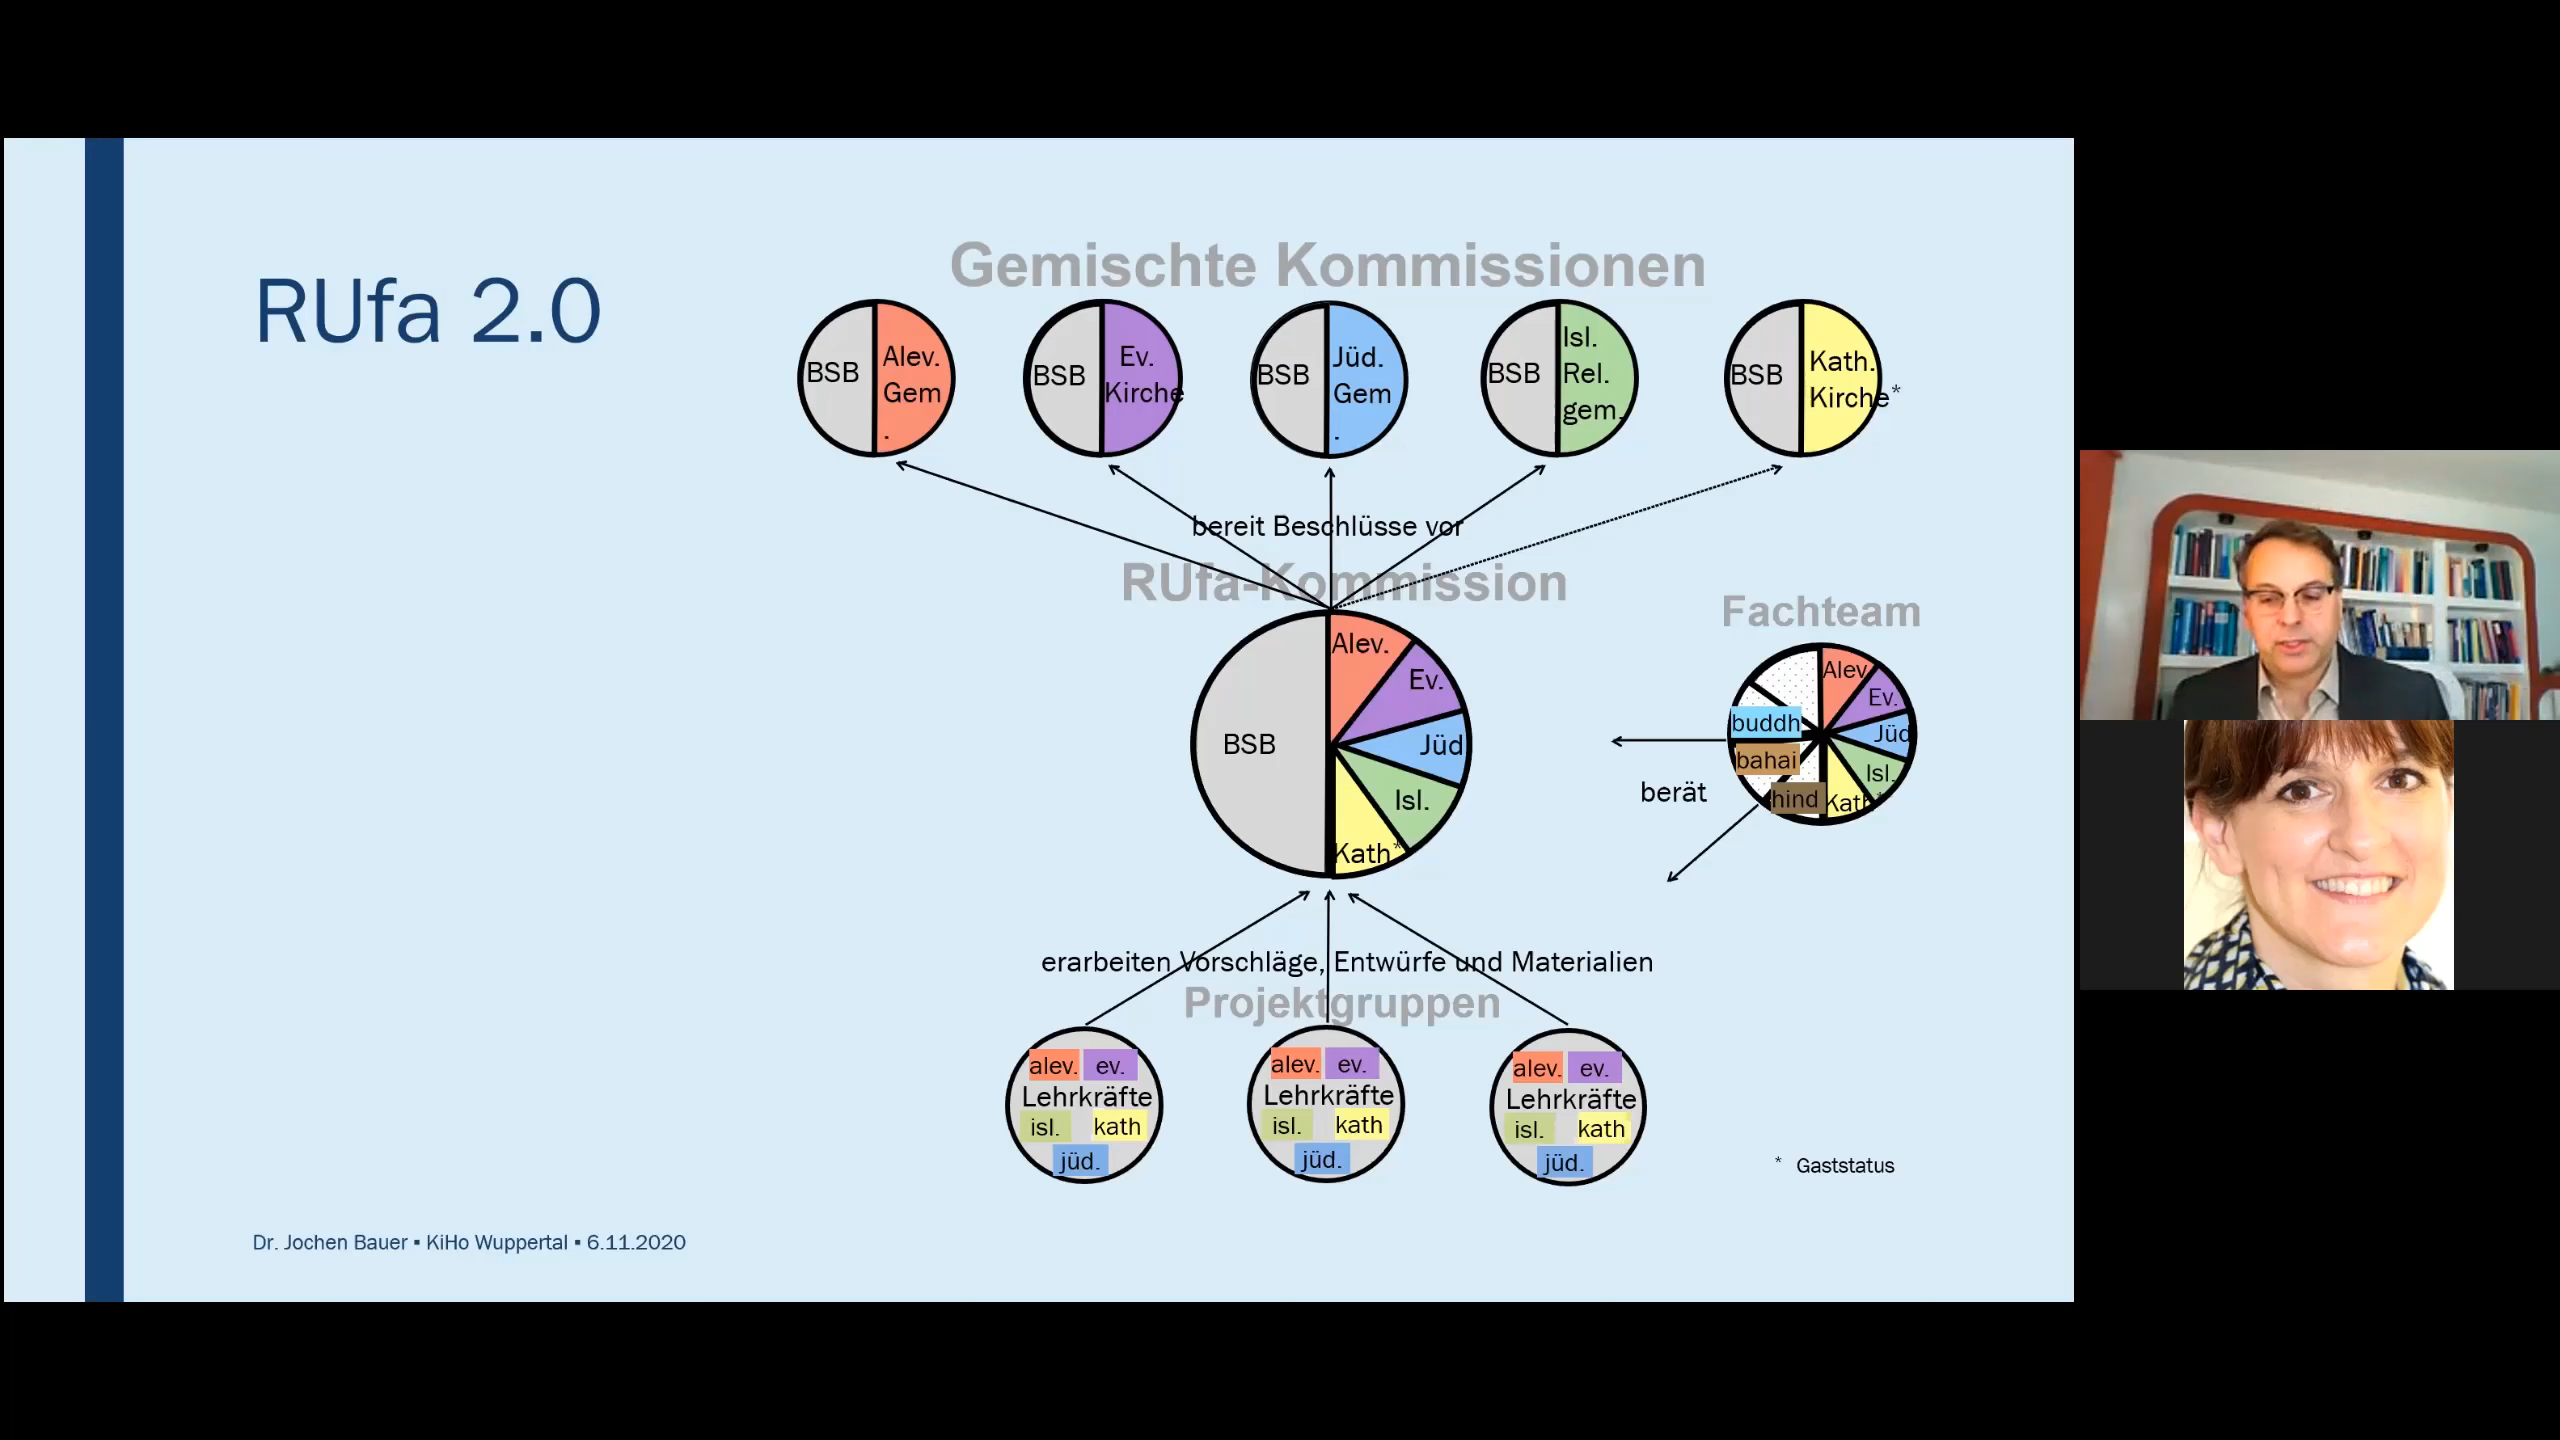 RUfa 2.0
Gemischte Kommissionen
BSB
Alev.
Gem
.
BSB
Ev.
Kirche
BSB
Jüd.
Gem
.
BSB
Isl.
Rel.
gem.
BSB
Kath.
Kirche*
bereit Beschlüsse vor
RUfa-Kommission
BSB
Alev.
Ev.
Jüd
Isl.
Kath*
Fachteam
Alev
Ev.
Jüd
Isl.
Kath*
buddh
bahai
hind
berät
erarbeiten Vorschläge, Entwürfe und Materialien
Projektgruppen
alev. ev.
Lehrkräfte
isl. kath
jüd.
alev. ev.
Lehrkräfte
isl. kath
jüd.
alev. ev.
Lehrkräfte
isl. kath
jüd.
* Gaststatus
Dr. Jochen Bauer ▪ KiHo Wuppertal ▪ 6.11.2020